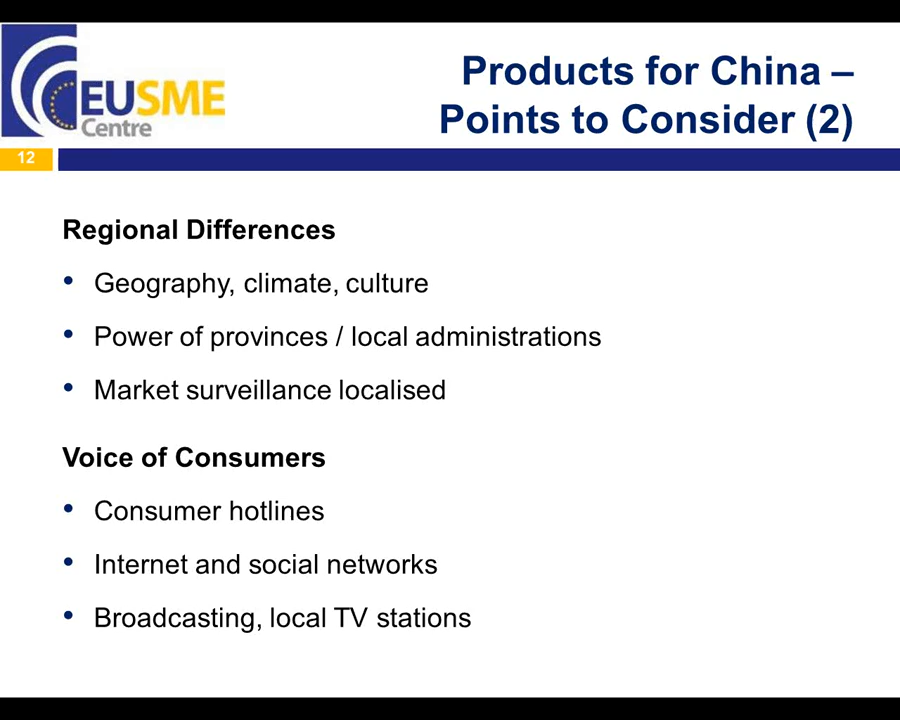 EUSME
Centre
Products for China –
Points to Consider (2)
12
Regional Differences
• Geography, climate, culture
• Power of provinces / local administrations
• Market surveillance localised
Voice of Consumers
• Consumer hotlines
• Internet and social networks
• Broadcasting, local TV stations